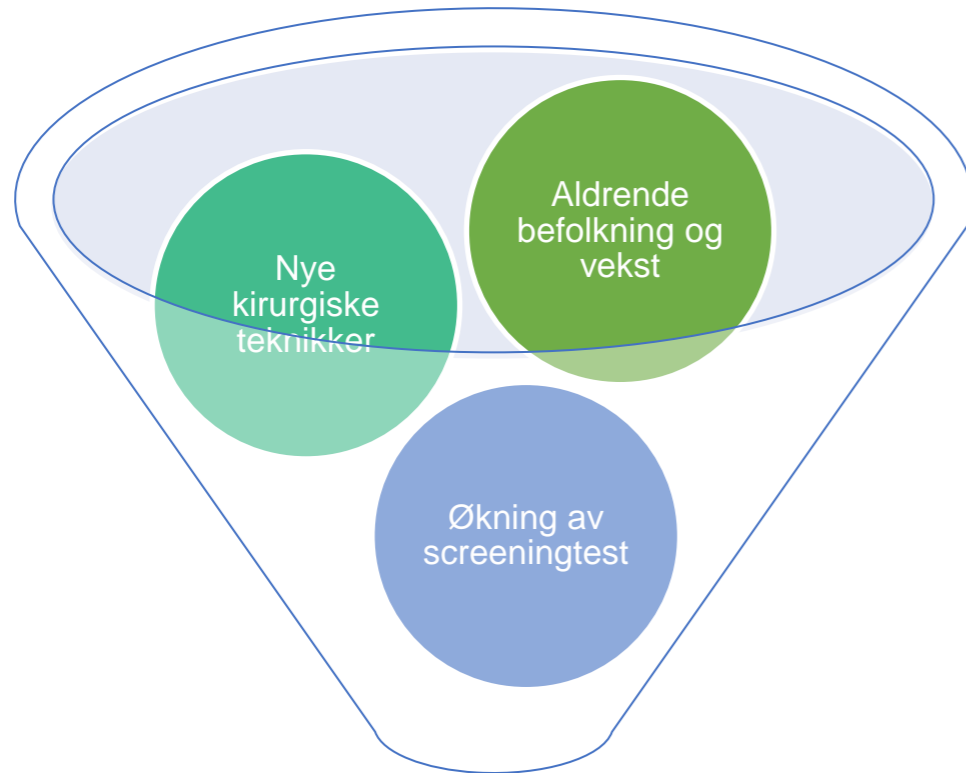 Aldrende
befolkning og
vekst
Nye
kirurgiske
teknikker
Økning av
screeningtest